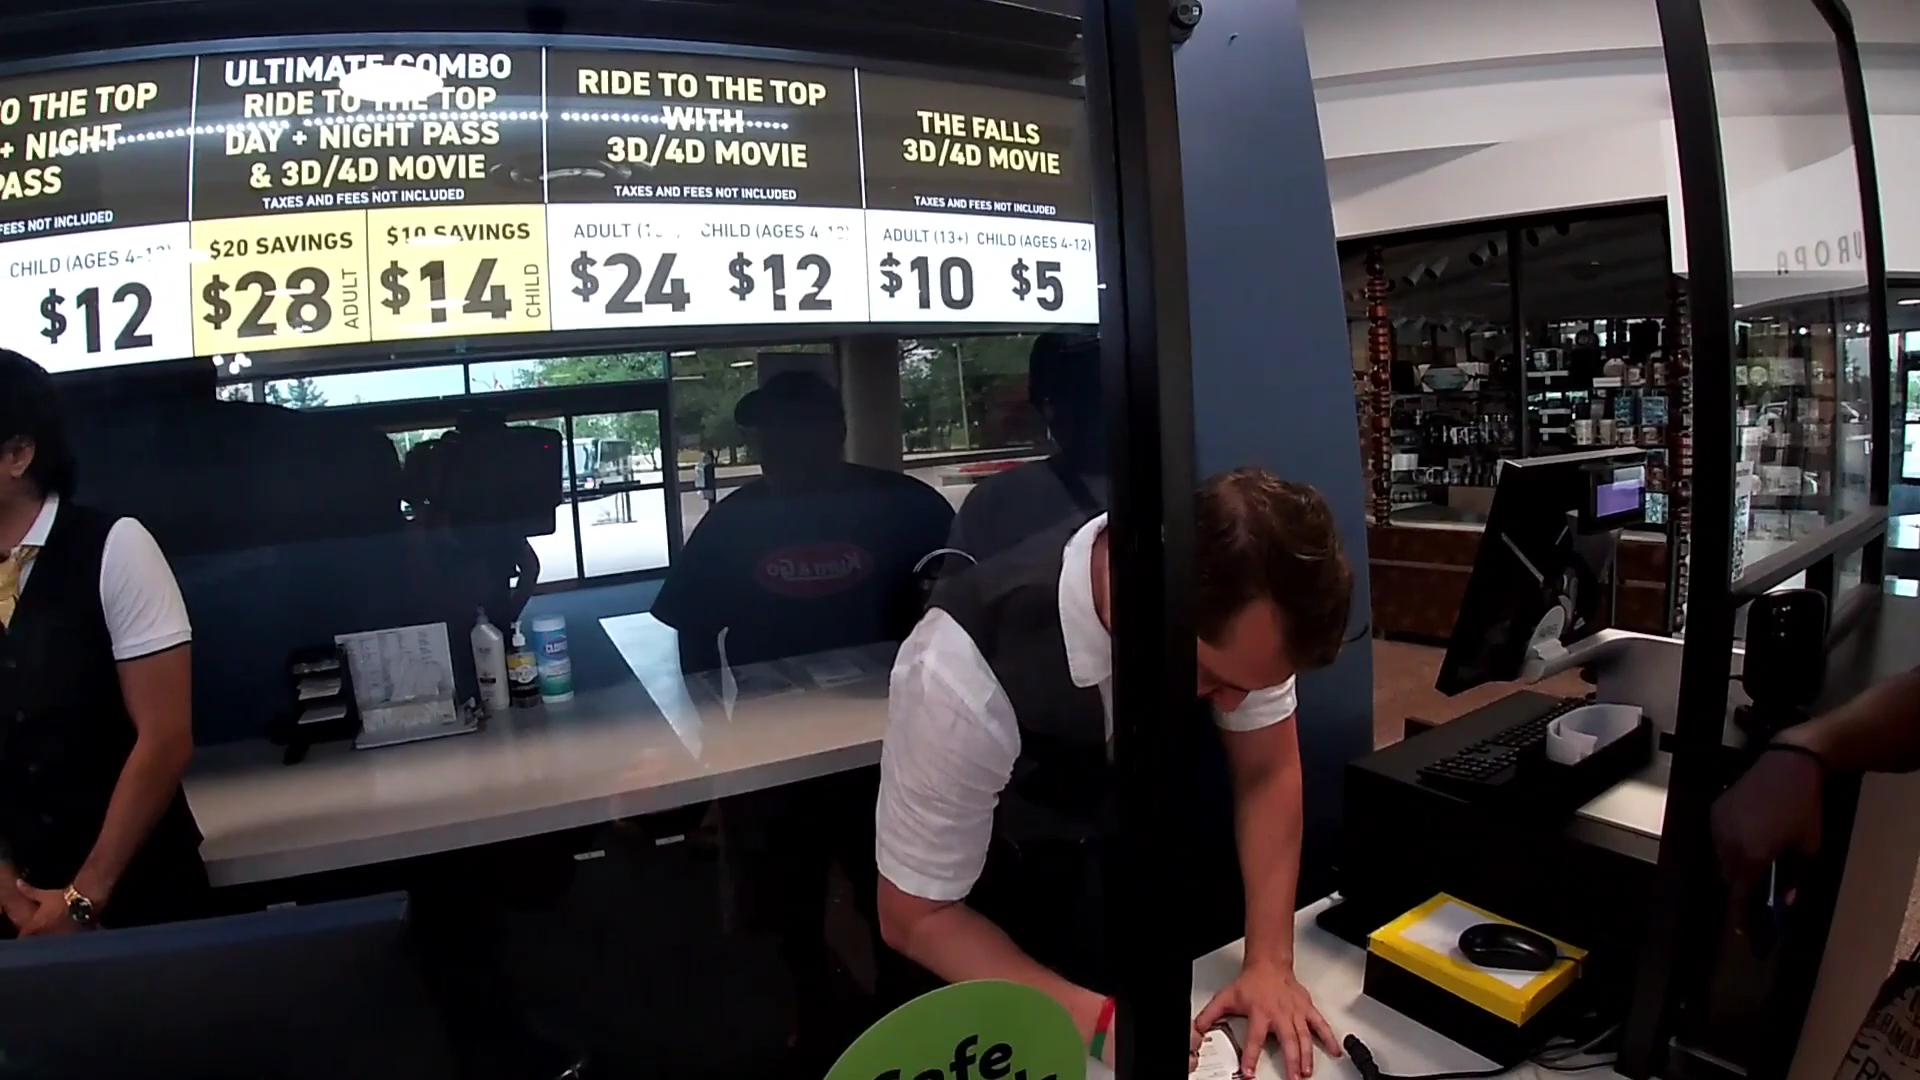 O THE TOP
+ NIGHT
PASS
FEES NOT INCLUDED
CHILD (AGES 4-12)
$12
ULTIMATE COMBO
RIDE TO THE TOP
DAY + NIGHT PASS
& 3D/4D MOVIE
TAXES AND FEES NOT INCLUDED
$20 SAVINGS
$28 ADULT
$10 SAVINGS
$14 CHILD
RIDE TO THE TOP
WITH
3D/4D MOVIE
TAXES AND FEES NOT INCLUDED
ADULT CHILD (AGES 4-12)
$24 $12
THE FALLS
3D/4D MOVIE
TAXES AND FEES NOT INCLUDED
ADULT (13+) CHILD (AGES 4-12)
$10 $5
Kum & Go
UROPA
Safe